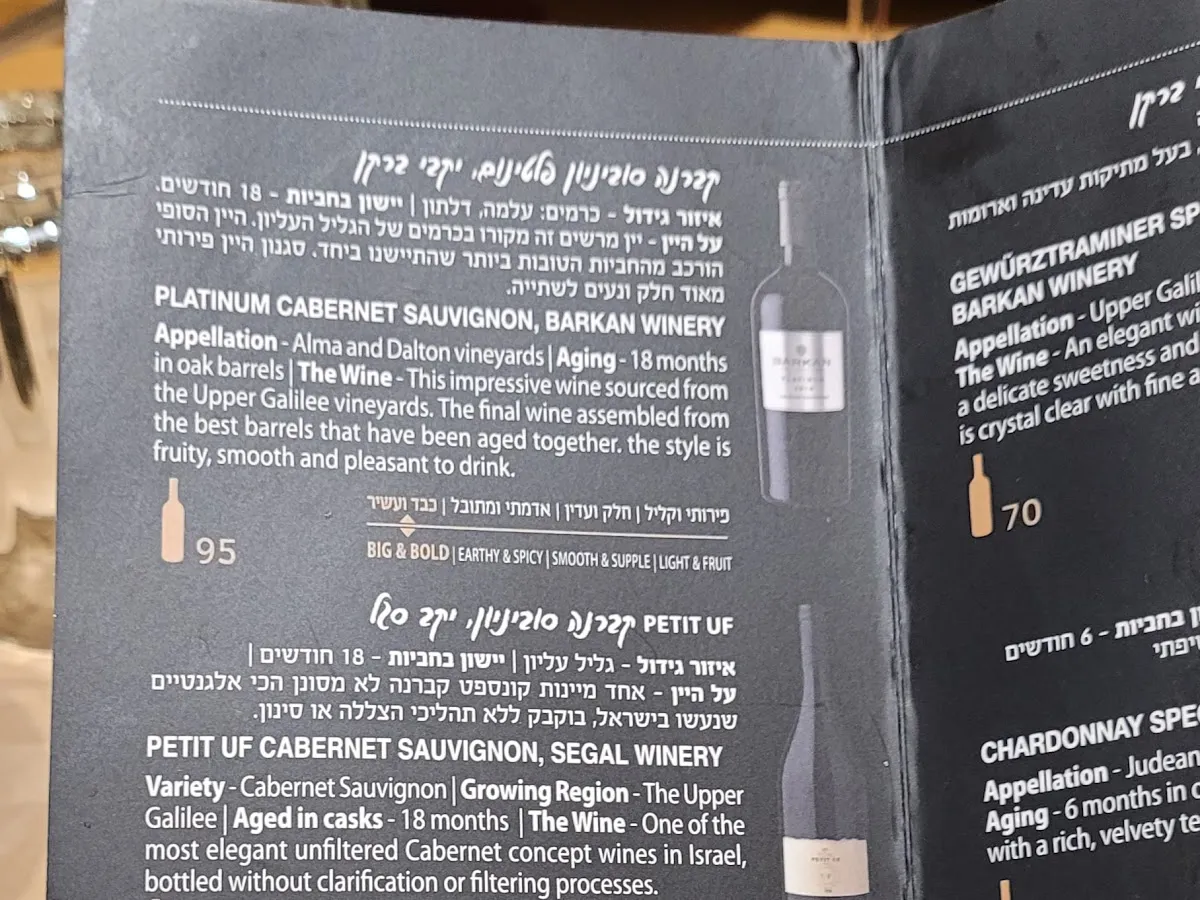 קברנה סוביניון פלטינום, יקבי ברקן
איזור גידול - כרמים: עלמה, דלתון | יישון בחביות - 18 חודשים.
על היין - יין מרשים זה מקורו בכרמים של הגליל העליון. היין הסופי
הורכב מהחביות הטובות ביותר שהתיישנו ביחד. סגנון היין פירותי
מאוד חלק ונעים לשתייה.
PLATINUM CABERNET SAUVIGNON, BARKAN WINERY
Appellation - Alma and Dalton vineyards | Aging - 18 months
in oak barrels | The Wine - This impressive wine sourced from
the Upper Galilee vineyards. The final wine assembled from
the best barrels that have been aged together. the style is
fruity, smooth and pleasant to drink.
95
פירותי וקליל | חלק ועדין | אדמתי ומתובל | כבד ועשיר
BIG & BOLD | EARTHY & SPICY | SMOOTH & SUPPLE | LIGHT & FRUIT
BARKAN
PETIT UF קברנה סוביניון, יקב סגל
איזור גידול - גליל עליון | יישון בחביות - 18 חודשים |
על היין - אחד מיינות קונספט קברנה לא מסונן הכי אלגנטיים
שנעשו בישראל, בוקבק ללא תהליכי הצללה או סינון.
PETIT UF CABERNET SAUVIGNON, SEGAL WINERY
Variety - Cabernet Sauvignon | Growing Region - The Upper
Galilee | Aged in casks - 18 months | The Wine - One of the
most elegant unfiltered Cabernet concept wines in Israel,
bottled without clarification or filtering processes.
PETIT UF
ברקן
בעל מתיקות עדינה וארומות
GEWÜRZTRAMINER SP
BARKAN WINERY
Appellation - Upper Galil
The Wine - An elegant wi
a delicate sweetness and
is crystal clear with fine a
70
בחביות - 6 חודשים
CHARDONNAY SPE
Appellation - Judean
Aging - 6 months in
with a rich, velvety te